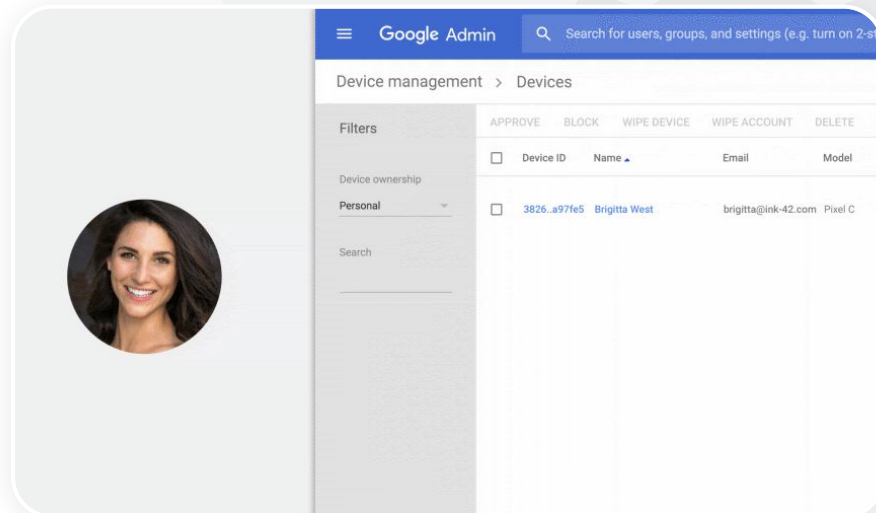 Google Admin
Search for users, groups, and settings (e.g. turn on 2-st
Device management > Devices
Filters
APPROVE BLOCK WIPE DEVICE WIPE ACCOUNT DELETE
Device ID Name Email Model
Device ownership
Personal
3826..a97fe5 Brigitta West brigitta@ink-42.com Pixel C
Search